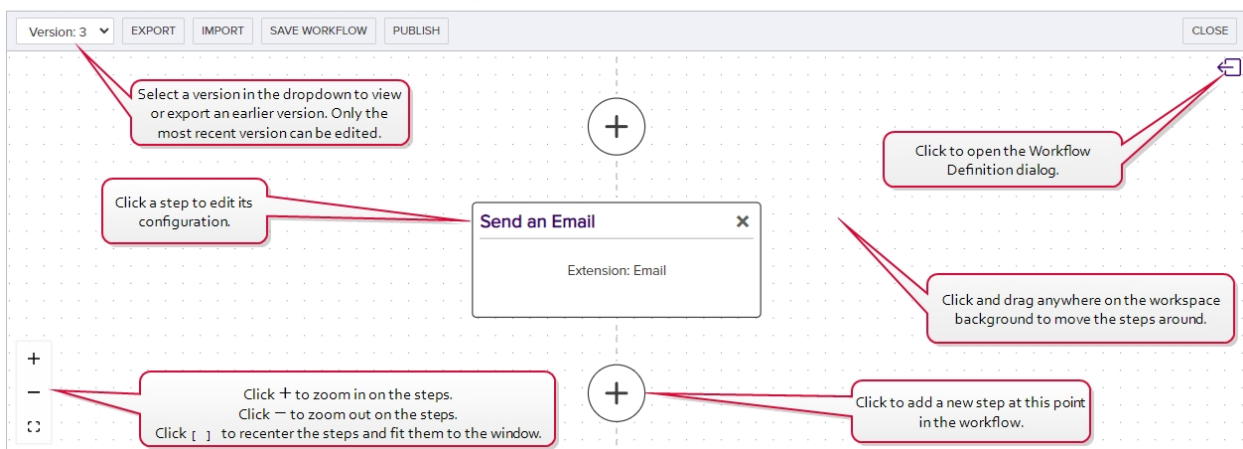 Version: 3 EXPORT IMPORT SAVE WORKFLOW PUBLISH CLOSE
Select a version in the dropdown to view
or export an earlier version. Only the
most recent version can be edited.
Click to open the Workflow
Definition dialog.
Click a step to edit its
configuration.
Send an Email
Extension: Email
Click and drag anywhere on the workspace
background to move the steps around.
Click + to zoom in on the steps.
Click — to zoom out on the steps.
Click [ ] to recenter the steps and fit them to the window.
Click to add a new step at this point
in the workflow.